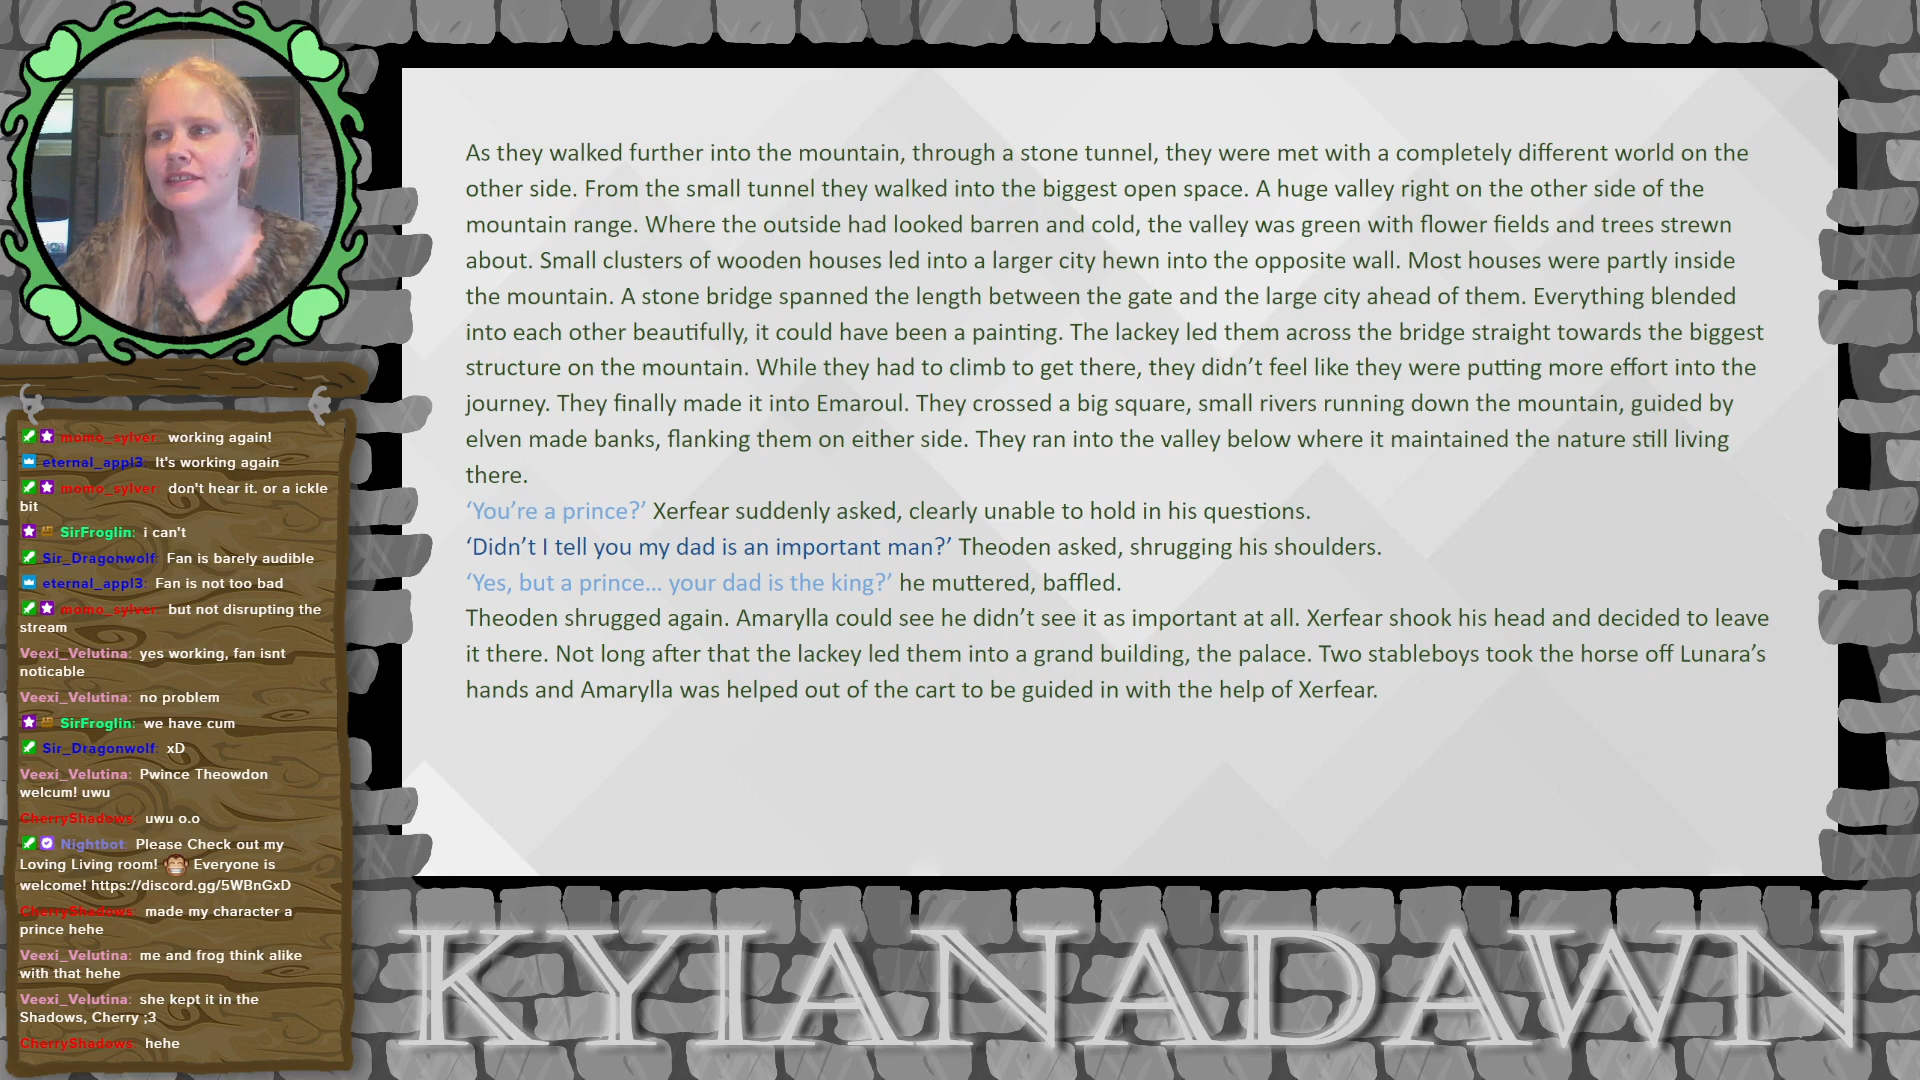 As they walked further into the mountain, through a stone tunnel, they were met with a completely different world on the
other side. From the small tunnel they walked into the biggest open space. A huge valley right on the other side of the
mountain range. Where the outside had looked barren and cold, the valley was green with flower fields and trees strewn
about. Small clusters of wooden houses led into a larger city hewn into the opposite wall. Most houses were partly inside
the mountain. A stone bridge spanned the length between the gate and the large city ahead of them. Everything blended
into each other beautifully, it could have been a painting. The lackey led them across the bridge straight towards the biggest
structure on the mountain. While they had to climb to get there, they didn’t feel like they were putting more effort into the
journey. They finally made it into Emaroul. They crossed a big square, small rivers running down the mountain, guided by
elven made banks, flanking them on either side. They ran into the valley below where it maintained the nature still living
there.
‘You’re a prince?’ Xerfear suddenly asked, clearly unable to hold in his questions.
‘Didn’t I tell you my dad is an important man?’ Theoden asked, shrugging his shoulders.
‘Yes, but a prince... your dad is the king?’ he muttered, baffled.
Theoden shrugged again. Amarylla could see he didn’t see it as important at all. Xerfear shook his head and decided to leave
it there. Not long after that the lackey led them into a grand building, the palace. Two stableboys took the horse off Lunara’s
hands and Amarylla was helped out of the cart to be guided in with the help of Xerfear.
momo_sylver: working again!
eternal_appl3: It's working again
momo_sylver: don't hear it. or a ickle
bit
SirFroglin: i can't
Sir_Dragonwolf: Fan is barely audible
eternal_appl3: Fan is not too bad
momo_sylver: but not disrupting the
stream
Veexi_Velutina: yes working, fan isnt
noticable
Veexi_Velutina: no problem
SirFroglin: we have cum
Sir_Dragonwolf: xD
Veexi_Velutina: Pwince Theowdon
welcum! uwu
CherryShadows: uwu o.o
Nightbot: Please Check out my
Loving Living room! Everyone is
welcome! https://discord.gg/5WBnGxD
CherryShadows: made my character a
prince hehe
Veexi_Velutina: me and frog think alike
with that hehe
Veexi_Velutina: she kept it in the
Shadows, Cherry ;3
CherryShadows: hehe
KYIANADAWN